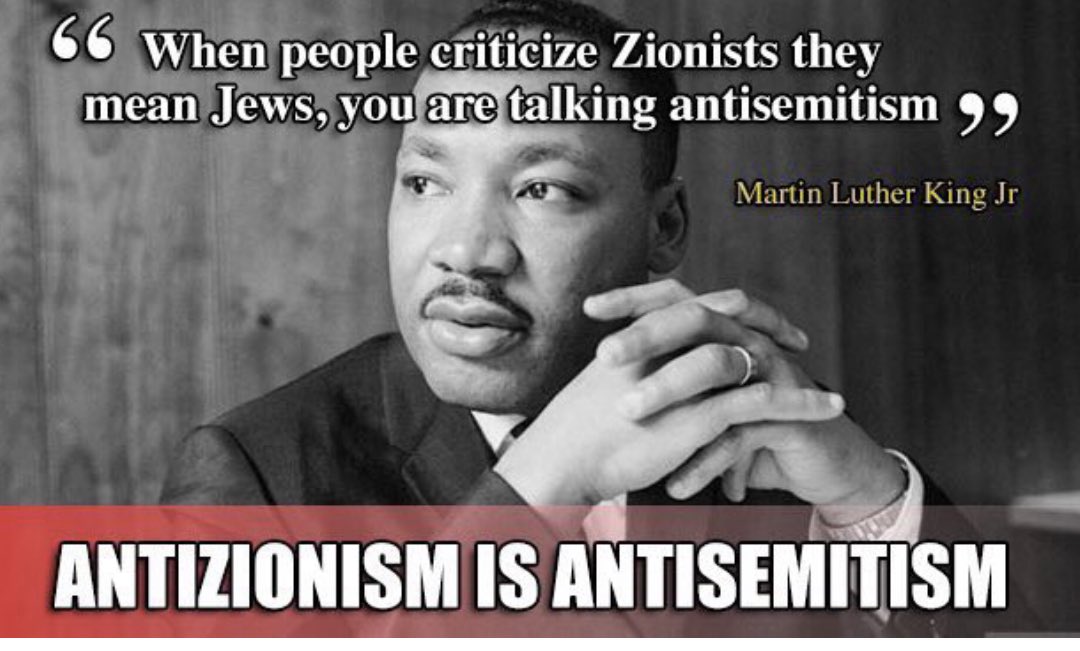 “ When people criticize Zionists they
mean Jews, you are talking antisemitism ”
Martin Luther King Jr
ANTIZIONISM IS ANTISEMITISM